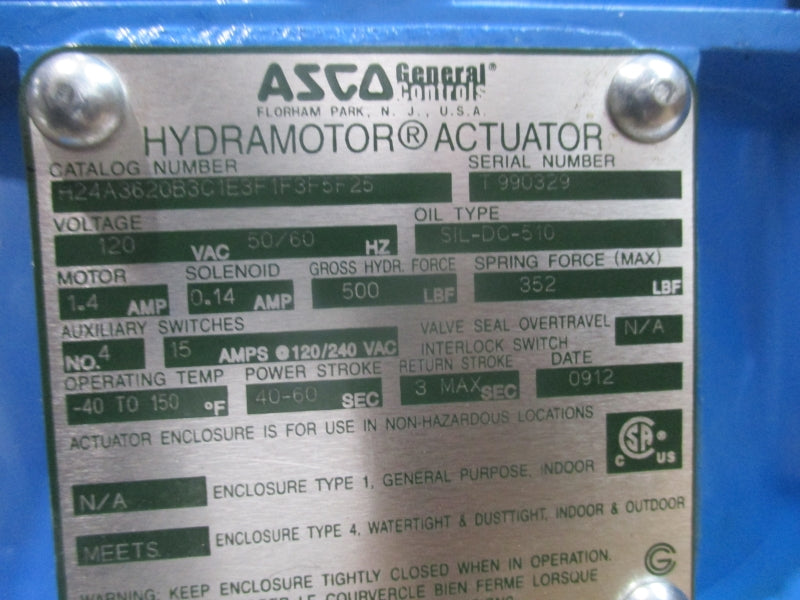 ASCO General Controls®
FLORHAM PARK, N. J., U.S.A.
HYDRAMOTOR® ACTUATOR
CATALOG NUMBER SERIAL NUMBER
H24A3620B3C1E3F1F3F5F25 T990329
VOLTAGE OIL TYPE
120 VAC 50/60 HZ SIL-DC-510
MOTOR SOLENOID GROSS HYDR. FORCE SPRING FORCE (MAX)
1.4 AMP 0.14 AMP 500 LBF 352 LBF
AUXILIARY SWITCHES VALVE SEAL OVERTRAVEL N/A
NO. 4 15 AMPS @ 120/240 VAC INTERLOCK SWITCH
OPERATING TEMP POWER STROKE RETURN STROKE DATE
-40 TO 150 °F 40-60 SEC 3 MAX SEC 0912
ACTUATOR ENCLOSURE IS FOR USE IN NON-HAZARDOUS LOCATIONS
SA® C US
N/A ENCLOSURE TYPE 1, GENERAL PURPOSE, INDOOR
MEETS ENCLOSURE TYPE 4, WATERTIGHT & DUSTTIGHT, INDOOR & OUTDOOR
WARNING: KEEP ENCLOSURE TIGHTLY CLOSED WHEN IN OPERATION.
LE COURVERCLE BIEN FERME LORSQUE